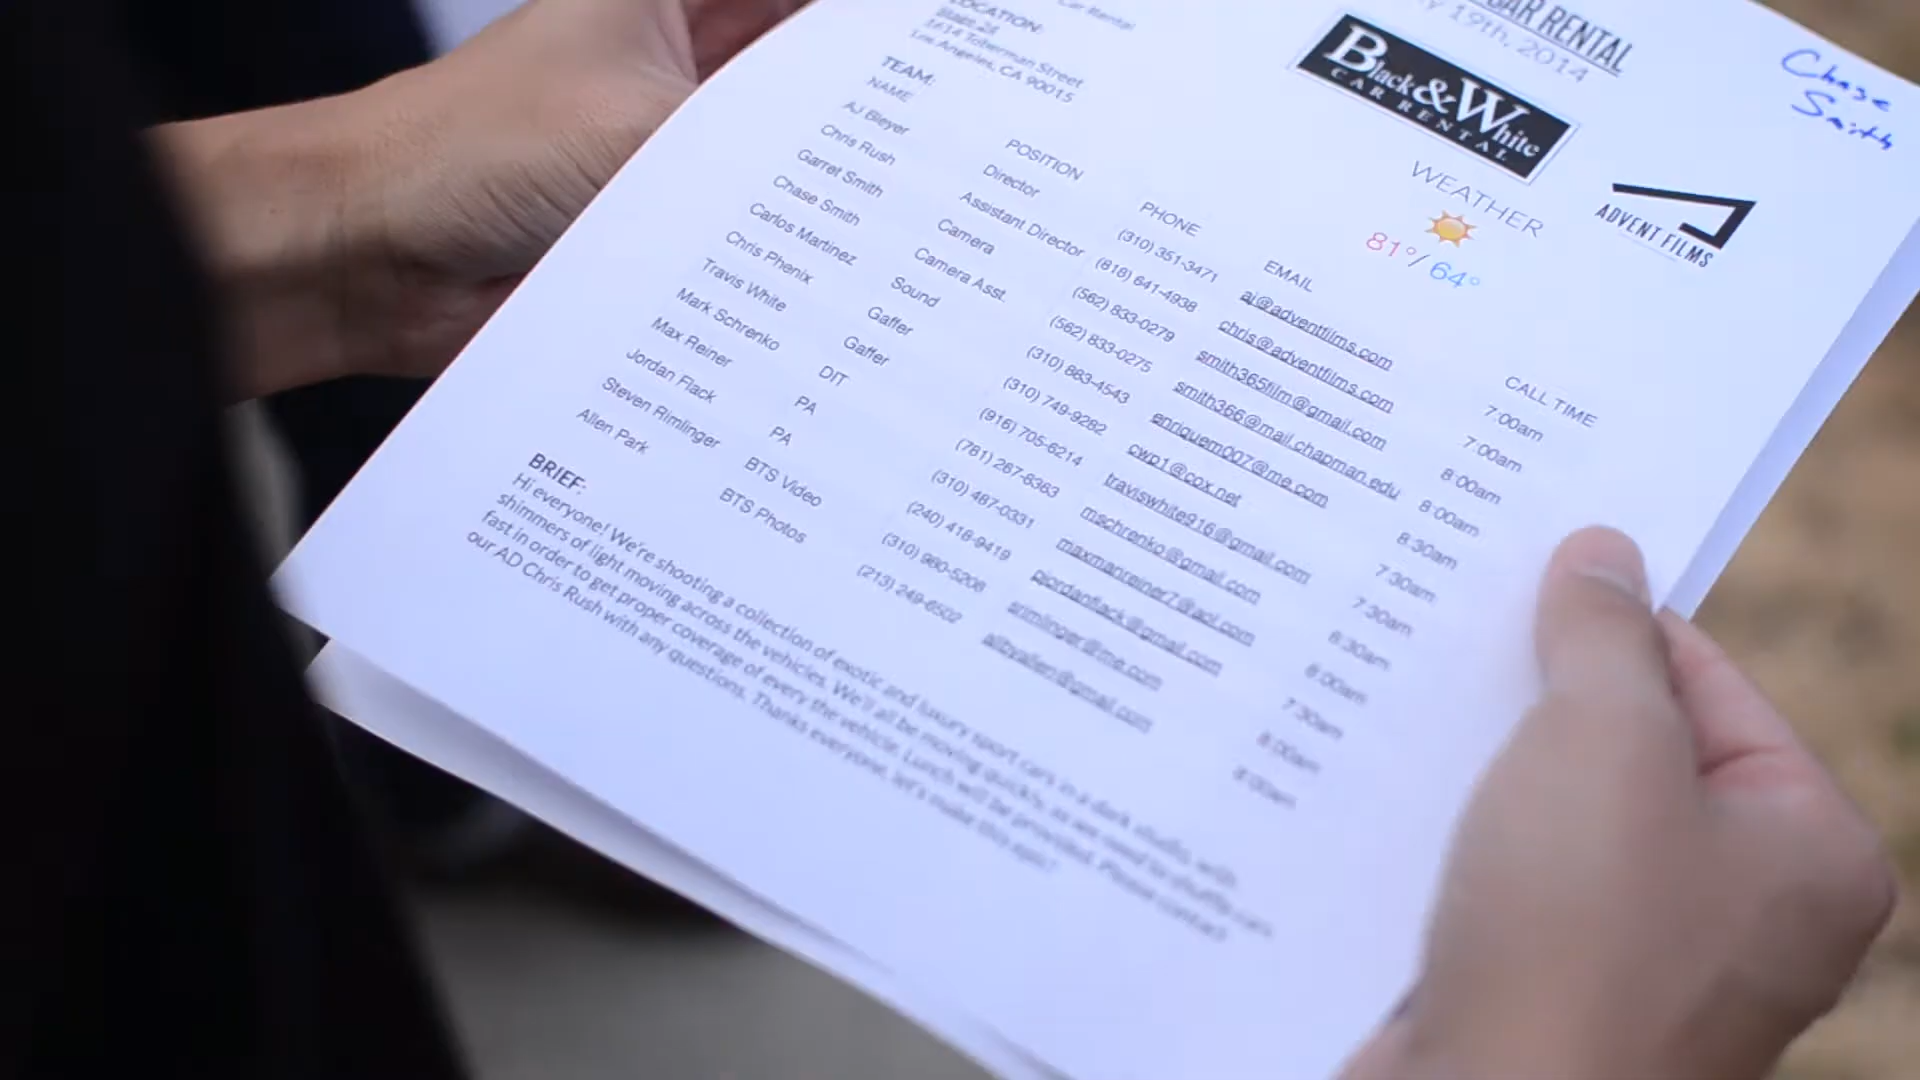 CAR RENTAL
19th, 2014
Chase
Smith
Black & White
CAR RENTAL
Car Rental
LOCATION:
1614 Toberman Street
Los Angeles, CA 90015
WEATHER
81°/ 64°
ADVENT FILMS
TEAM:
NAME POSITION PHONE EMAIL CALL TIME
AJ Bleyer Director (310) 351-3471 aj@adventfilms.com 7:00am
Chris Rush Assistant Director (818) 641-4938 chris@adventfilms.com 7:00am
Garret Smith Camera (562) 833-0279 smith365film@gmail.com 8:00am
Chase Smith Camera Asst. (562) 833-0275 smith366@mail.chapman.edu 8:00am
Carlos Martinez Sound (310) 883-4543 enriquem007@me.com 8:30am
Chris Phenix Gaffer (310) 749-9282 cwp1@cox.net 7:30am
Travis White Gaffer (916) 705-6214 traviswhite916@gmail.com 7:30am
Mark Schrenko DIT (781) 267-8363 mschrenko@gmail.com 8:30am
Max Reiner PA (310) 487-0331 maxmanreiner7@aol.com 6:00am
Jordan Flack PA (240) 418-9419 pjordanflack@gmail.com 7:30am
Steven Rimlinger BTS Video (310) 980-5208 srimlinger@me.com 8:00am
Allen Park BTS Photos (213) 249-6502 allbyallen@gmail.com 8:00am
BRIEF:
Hi everyone! We're shooting a collection of exotic and luxury sport cars in a dark studio, with
shimmers of light moving across the vehicles. We'll all be moving quickly, as we need to shuffle cars
fast in order to get proper coverage of every the vehicle. Lunch will be provided. Please contact
our AD Chris Rush with any questions. Thanks everyone, let's make this epic!